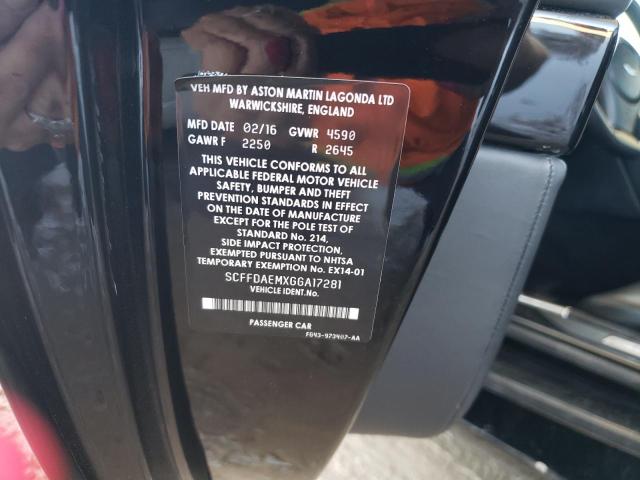 VEH MFD BY ASTON MARTIN LAGONDA LTD
WARWICKSHIRE, ENGLAND
MFD DATE 02/16 GVWR 4590
GAWR F 2250 R 2645
THIS VEHICLE CONFORMS TO ALL
APPLICABLE FEDERAL MOTOR VEHICLE
SAFETY, BUMPER AND THEFT
PREVENTION STANDARDS IN EFFECT
ON THE DATE OF MANUFACTURE
EXCEPT FOR THE POLE TEST OF
STANDARD No. 214,
SIDE IMPACT PROTECTION,
EXEMPTED PURSUANT TO NHTSA
TEMPORARY EXEMPTION No. EX14-01
SCFFDAEMXGGA17281
VEHICLE IDENT.No.
PASSENGER CAR
FG43-973407-AA